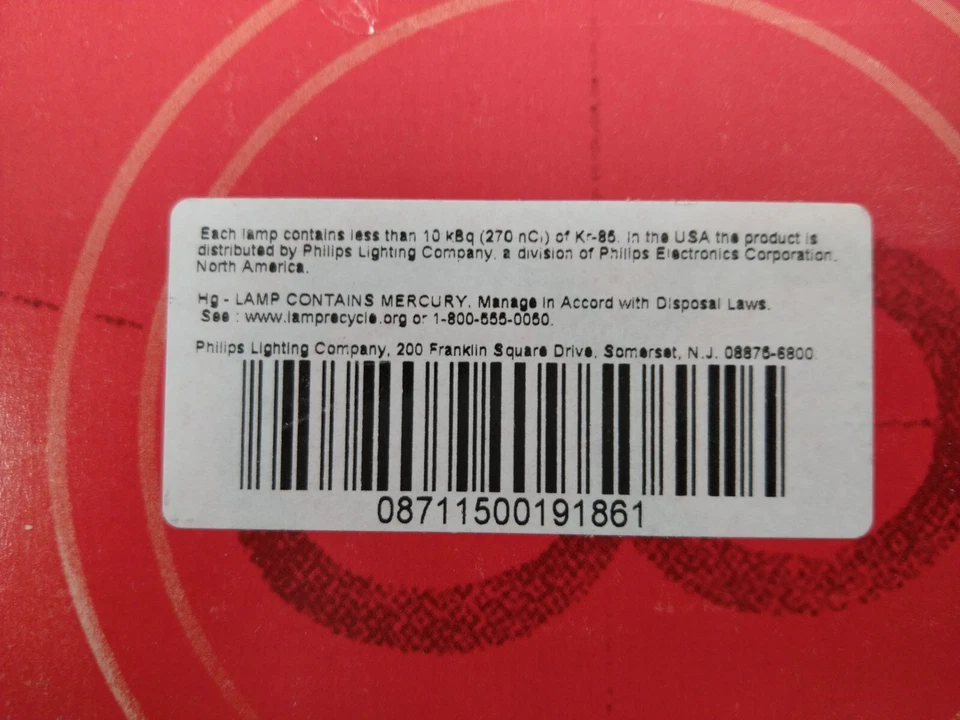 Each lamp contains less than 10 kBq (270 nCi) of Kr-85. In the USA the product is
distributed by Philips Lighting Company, a division of Philips Electronics Corporation,
North America.
Hg - LAMP CONTAINS MERCURY. Manage in Accord with Disposal Laws.
See : www.lamprecycle.org or 1-800-555-0050.
Philips Lighting Company, 200 Franklin Square Drive, Somerset, N.J. 08875-6800
08711500191861